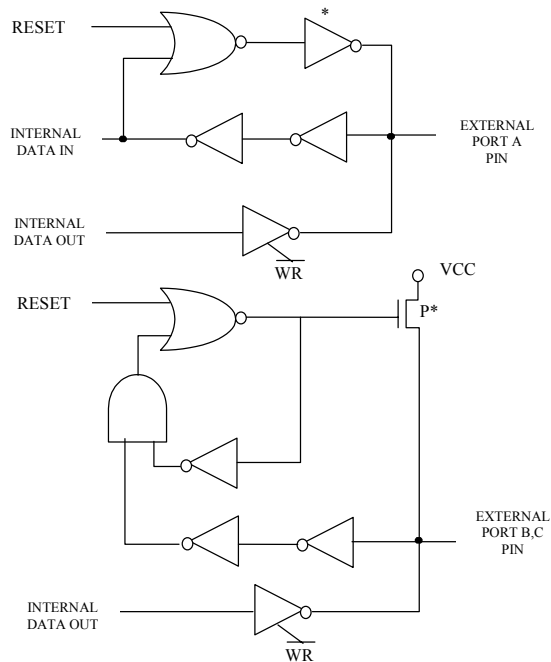 RESET
*
INTERNAL
DATA IN
EXTERNAL
PORT A
PIN
INTERNAL
DATA OUT
WR
VCC
RESET
P*
EXTERNAL
PORT B,C
PIN
INTERNAL
DATA OUT
WR